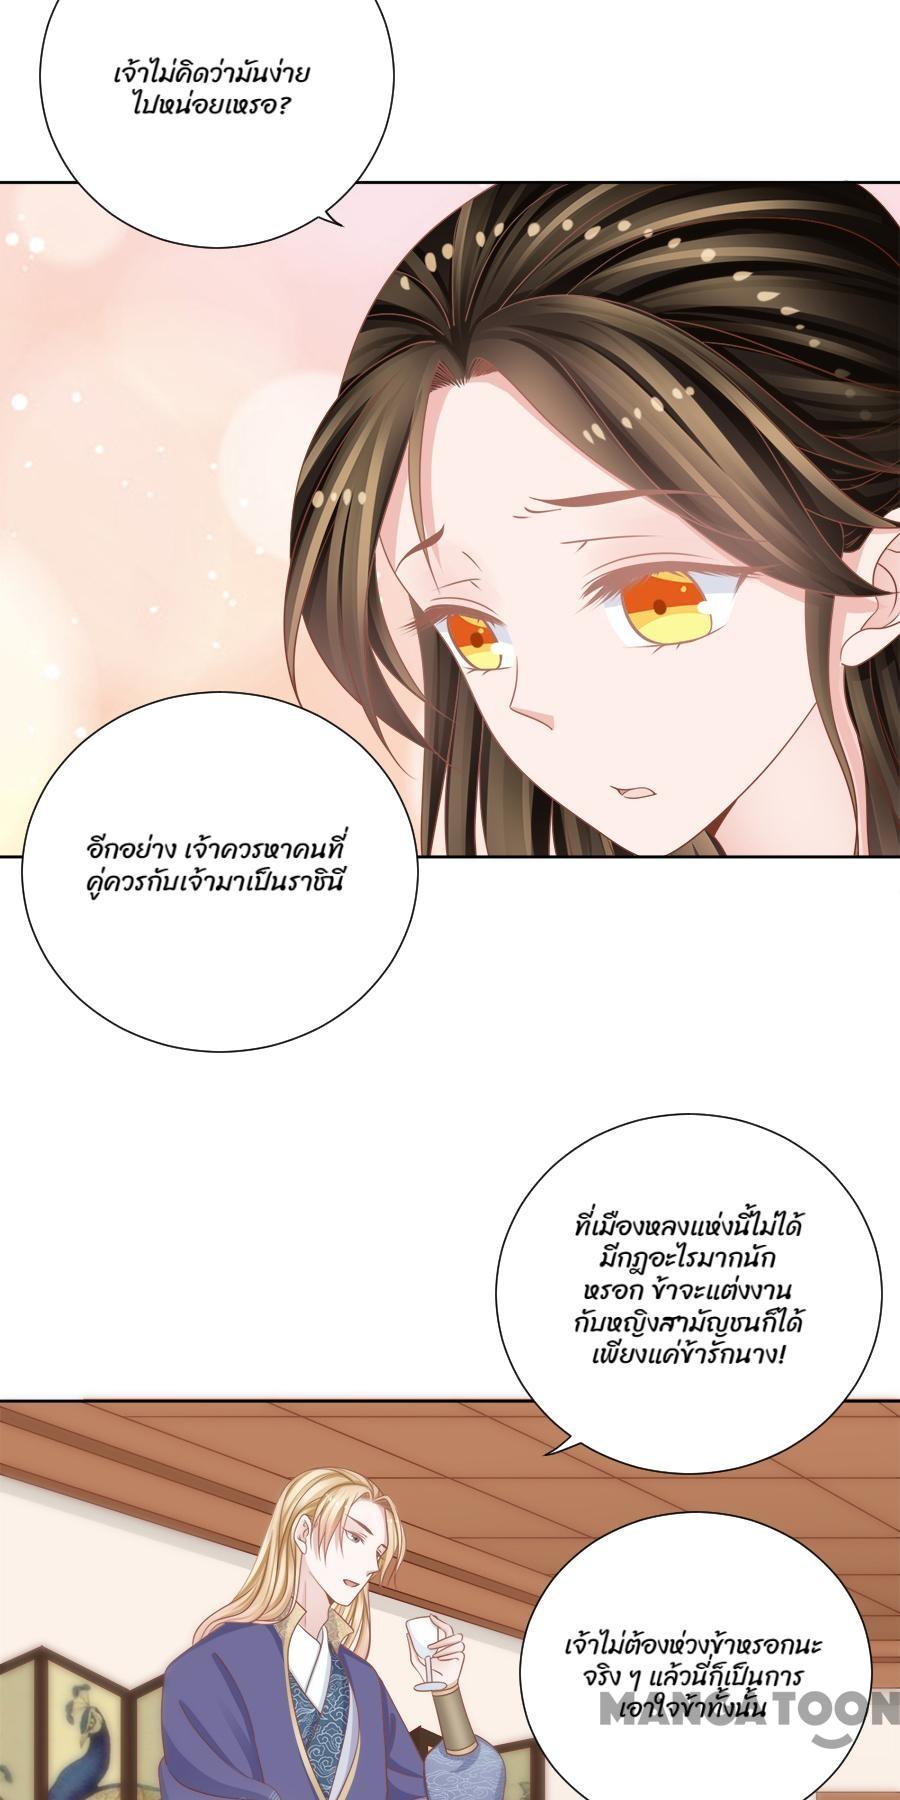 เจ้าไม่คิดว่ามันง่าย
ไปหน่อยเหรอ?
อีกอย่าง เจ้าควรหาคนที่
คู่ควรกับเจ้ามาเป็นราชินี
ที่เมืองหลงแห่งนี้ไม่ได้
มีกฎอะไรมากนัก
หรอก ข้าจะแต่งงาน
กับหญิงสามัญชนก็ได้
เพียงแค่ข้ารักนาง!
เจ้าไม่ต้องห่วงข้าหรอกนะ
จริง ๆ แล้วนี่ก็เป็นการ
เอาใจข้าทั้งนั้น
MANGATOON